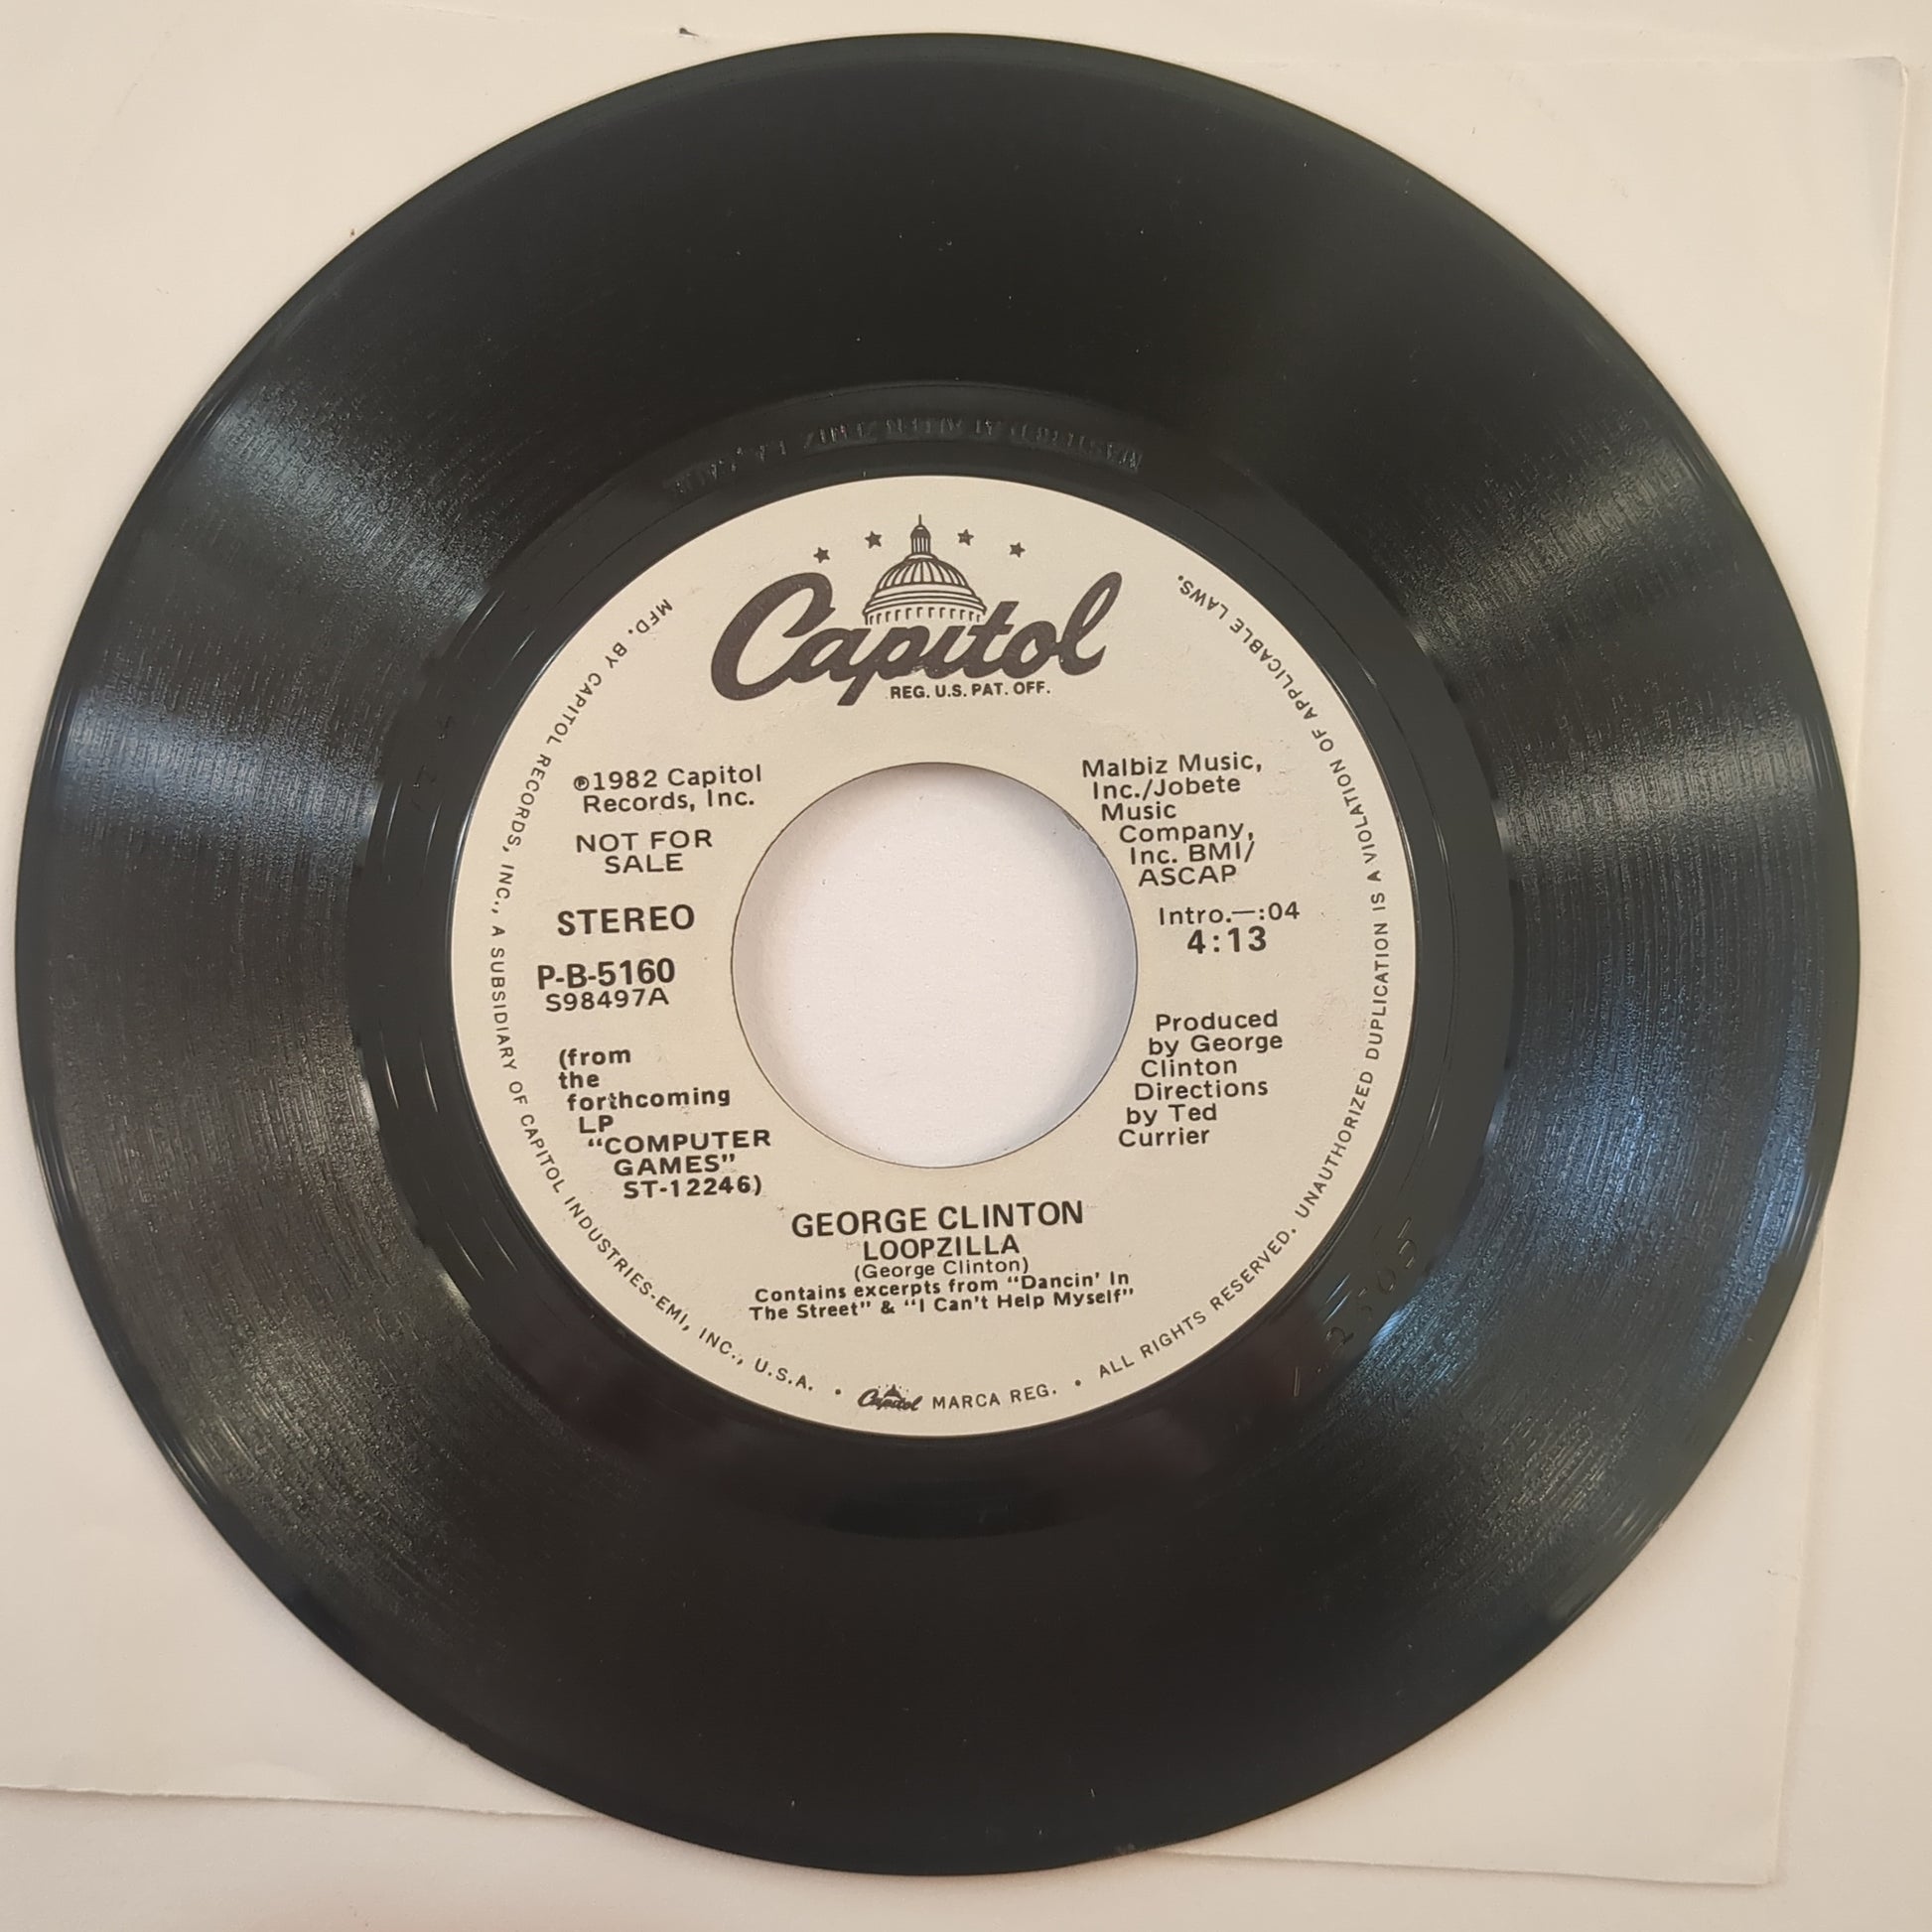 Capitol
REG. U.S. PAT. OFF.
℗1982 Capitol
Records, Inc.
NOT FOR
SALE
STEREO
P-B-5160
S98497A
(from
the
forthcoming
LP
"COMPUTER
GAMES"
ST-12246)
Malbiz Music,
Inc./Jobete
Music
Company,
Inc. BMI/
ASCAP
Intro.—:04
4:13
Produced
by George
Clinton
Directions
by Ted
Currier
GEORGE CLINTON
LOOPZILLA
(George Clinton)
Contains excerpts from "Dancin' In
The Street" & "I Can't Help Myself"
MFD. BY CAPITOL RECORDS, INC., A SUBSIDIARY OF CAPITOL INDUSTRIES-EMI, INC., U.S.A. • Capitol MARCA REG. • ALL RIGHTS RESERVED. UNAUTHORIZED DUPLICATION IS A VIOLATION OF APPLICABLE LAWS.